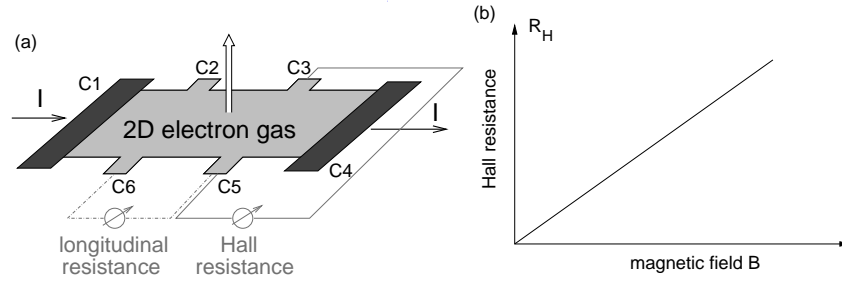 (a)
C1
C2
C3
I
2D electron gas
I
C4
C6
C5
longitudinal
resistance
Hall
resistance
(b)
R_H
Hall resistance
magnetic field B